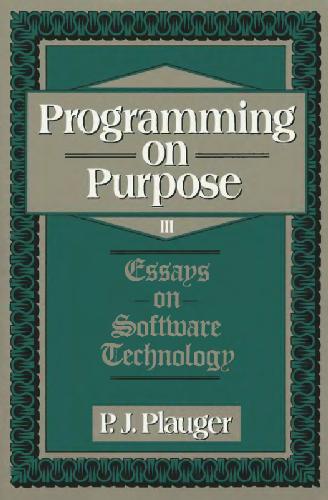 Programming
on
Purpose
III
Essays
on
Software
Technology
P. J. Plauger